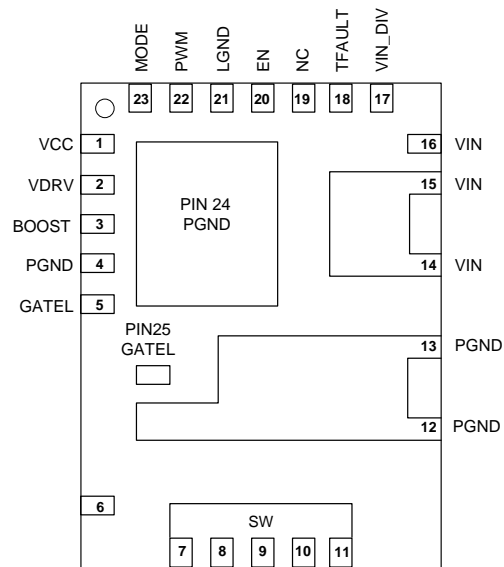 MODE
PWM
LGND
EN
NC
TFAULT
VIN_DIV
23
22
21
20
19
18
17
VCC 1
VDRV 2
BOOST 3
PGND 4
GATEL 5
PIN 24
PGND
16 VIN
15 VIN
14 VIN
PIN25
GATEL
13 PGND
12 PGND
6
SW
7
8
9
10
11